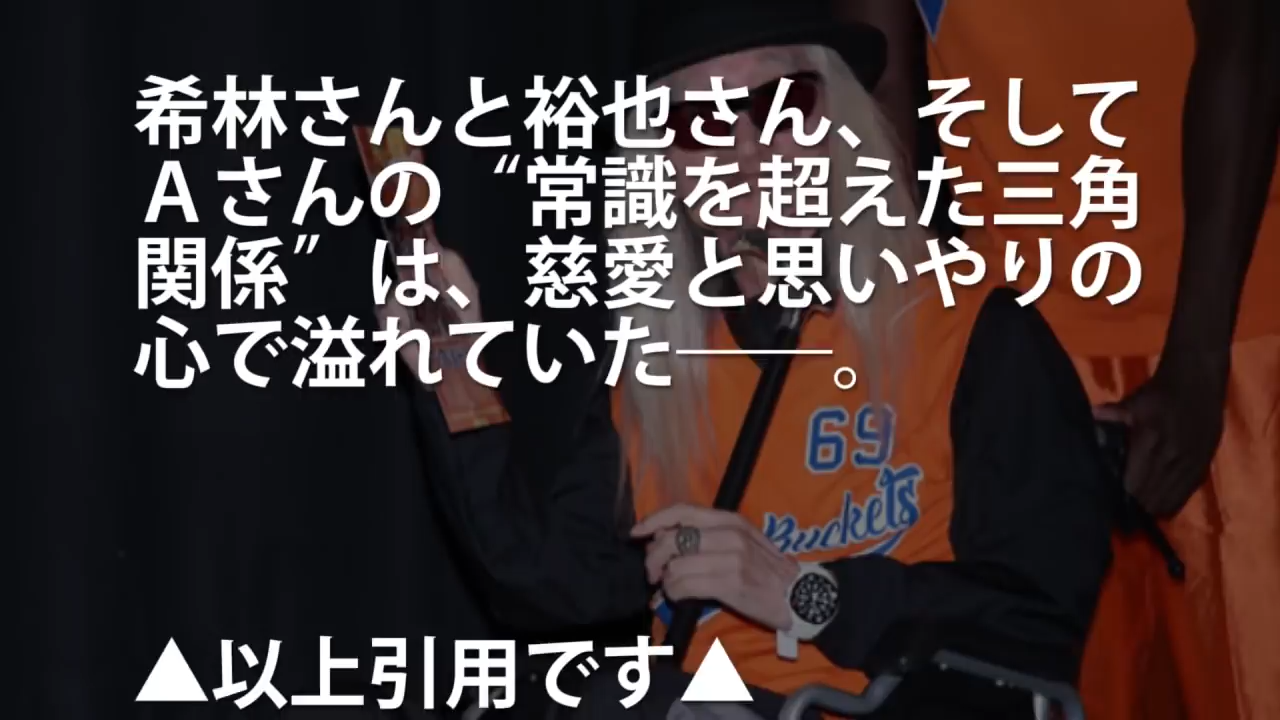 希林さんと裕也さん、そして
Ａさんの〝常識を超えた三角
関係〞は、慈愛と思いやりの
心で溢れていた──。
69
Buckets
▲以上引用です▲